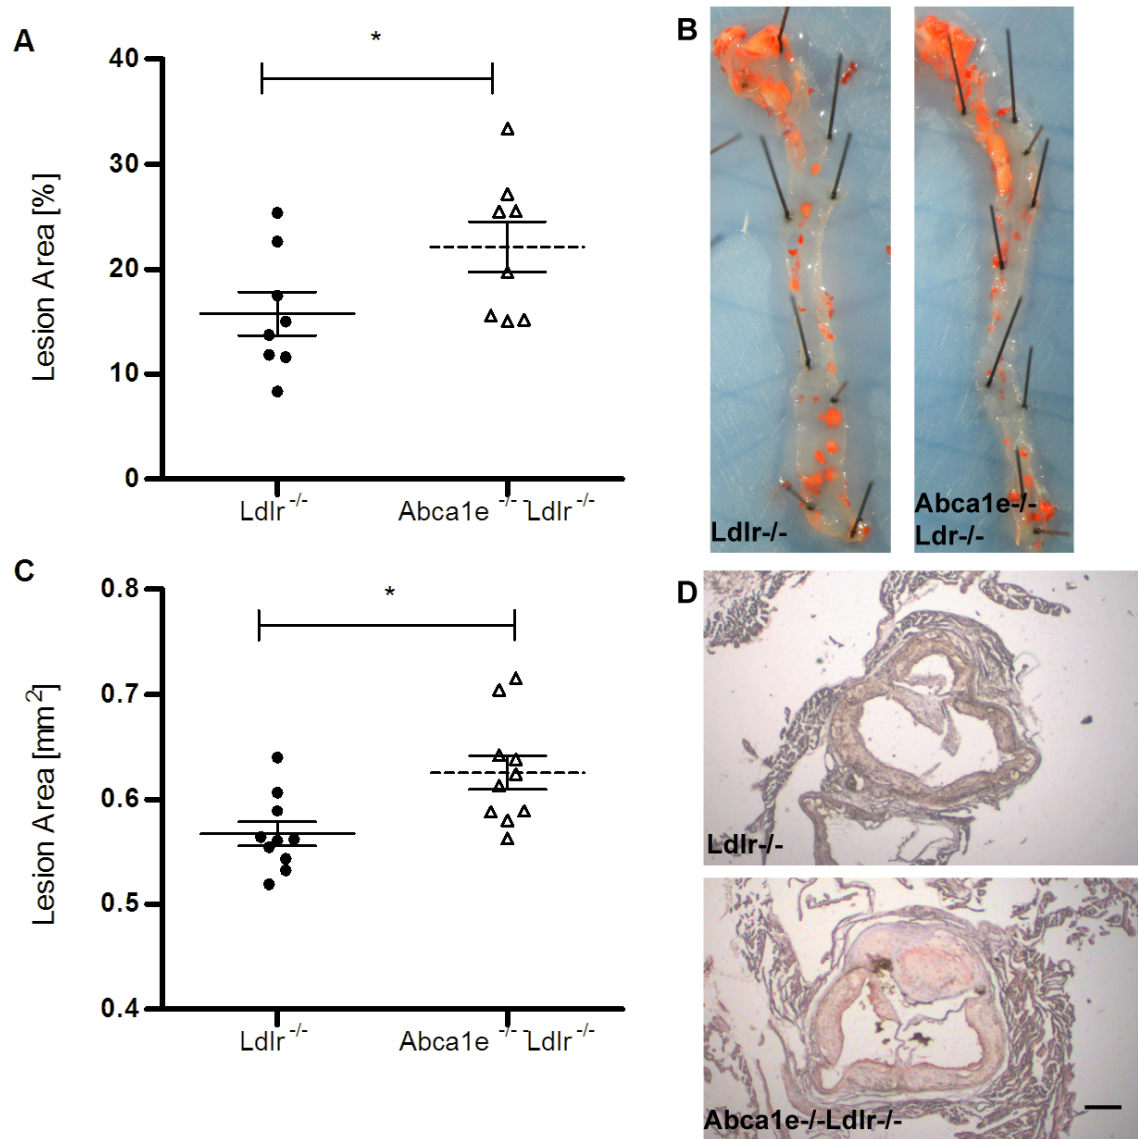 A
*
40
30
20
10
0
Lesion Area [%]
Ldlr -/-
Abca1e -/- Ldlr -/-
B
Ldlr-/-
Abca1e-/-
Ldr-/-
C
*
0.8
0.7
0.6
0.5
0.4
Lesion Area [mm2]
Ldlr -/-
Abca1e -/- Ldlr -/-
D
Ldlr-/-
Abca1e-/-Ldlr-/-